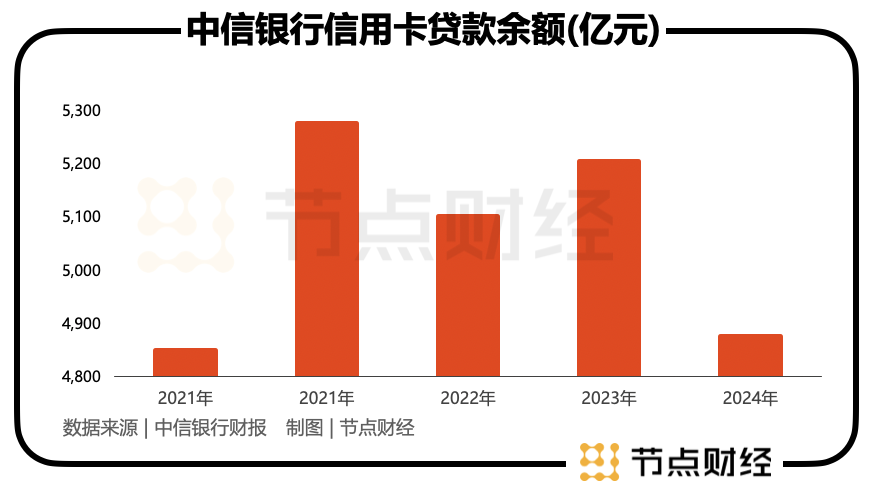 中信银行信用卡贷款余额(亿元)
5,300
5,200
5,100
5,000
4,900
4,800
节点财经
2021年 2021年 2022年 2023年 2024年
数据来源 | 中信银行财报 制图 | 节点财经
节点财经